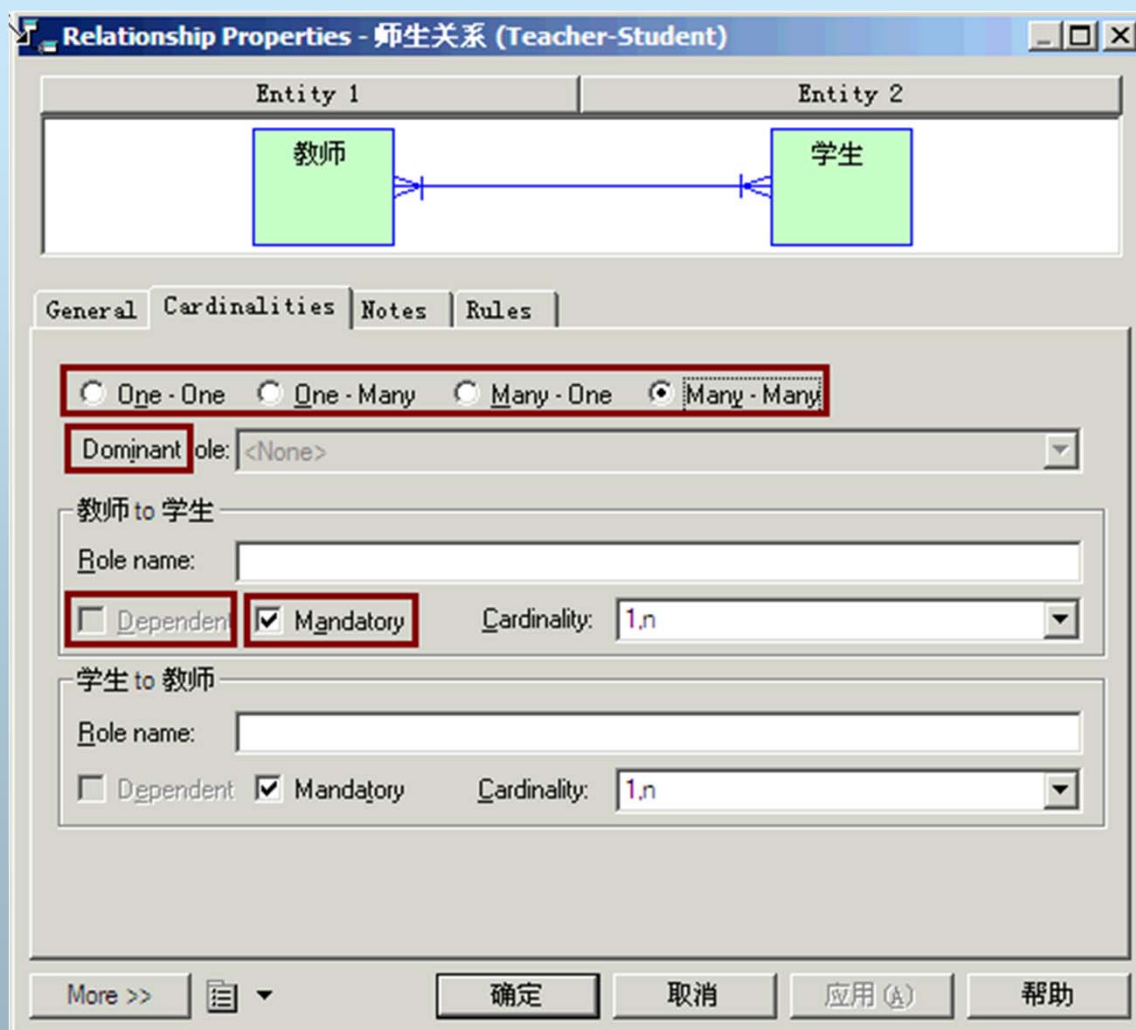 Relationship Properties - 师生关系 (Teacher-Student)
Entity 1 Entity 2
教师 学生
General Cardinalities Notes Rules
One - One One - Many Many - One Many - Many
Dominant ole: <None>
教师 to 学生
Role name:
Dependent Mandatory Cardinality: 1,n
学生 to 教师
Role name:
Dependent Mandatory Cardinality: 1,n
More >> 确定 取消 应用(A) 帮助